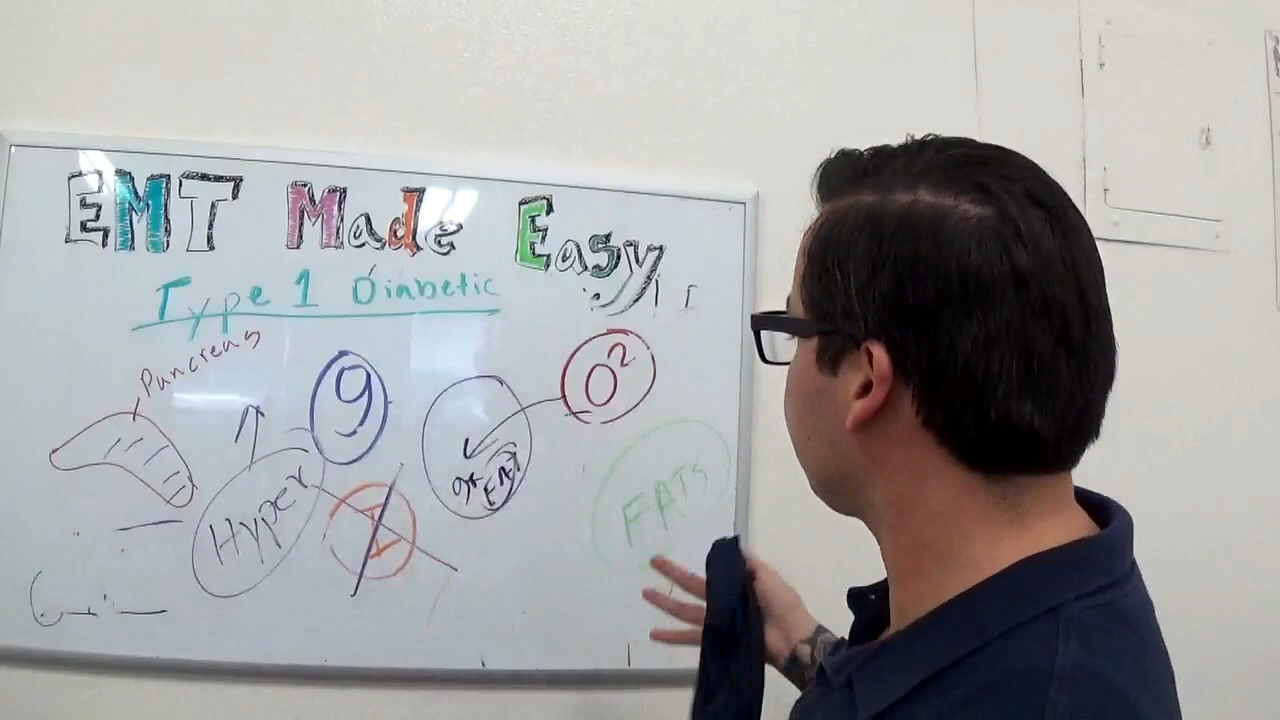 EMT Made Easy
Type 1 Diabetic
Pancreas
9
O²
Hyper
I
FATS